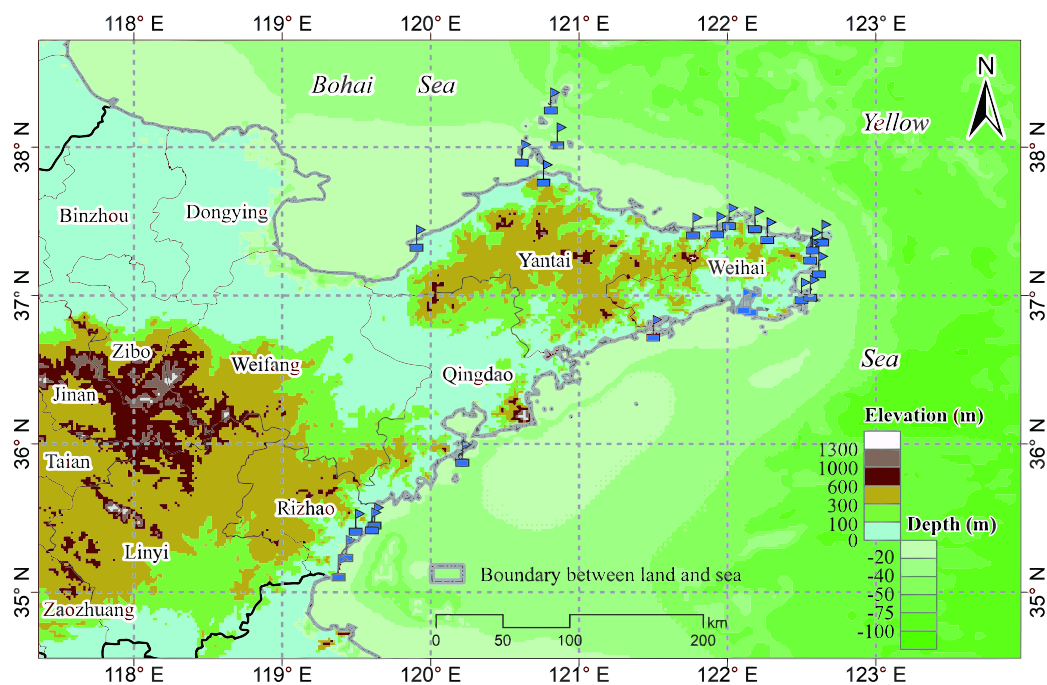 118° E 119° E 120° E 121° E 122° E 123° E
N
Bohai Sea
Yellow
38° N 38° N
Binzhou Dongying
Yantai Weihai
37° N 37° N
Zibo Weifang
Sea
Qingdao
Jinan
Elevation (m)
36° N 36° N
1300
Taian
1000
600
Rizhao
300
100
Depth (m)
0
Linyi
-20
Boundary between land and sea
-40
35° N 35° N
-50
Zaozhuang
-75
km
-100
0 50 100 200
118° E 119° E 120° E 121° E 122° E 123° E